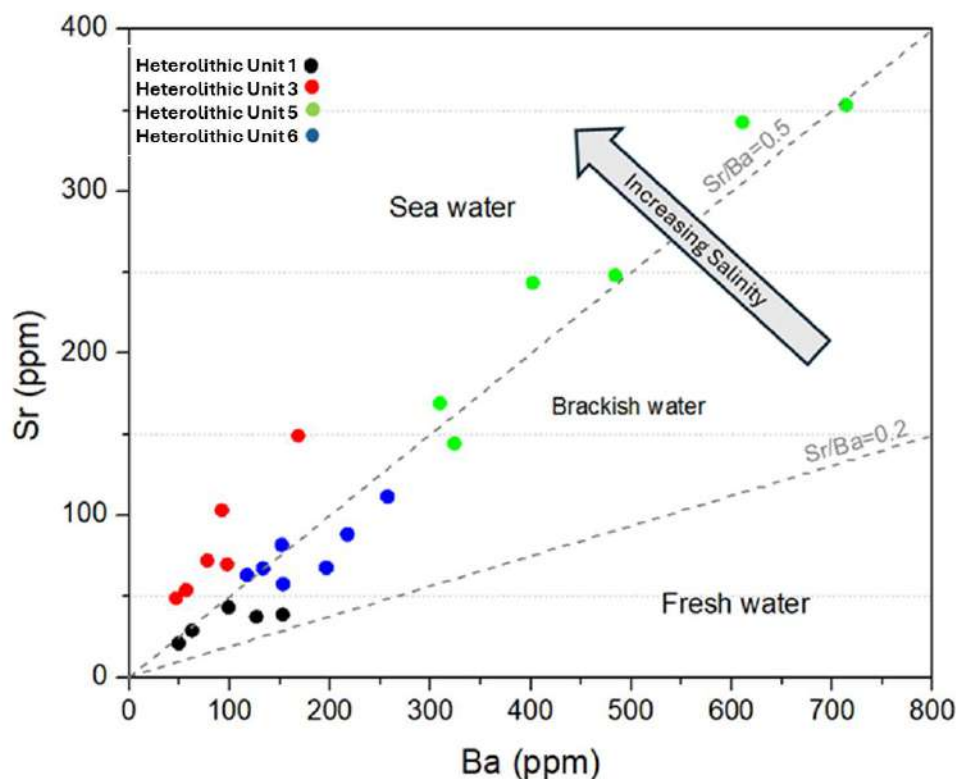 400
300
200
100
0
Sr (ppm)
Heterolithic Unit 1
Heterolithic Unit 3
Heterolithic Unit 5
Heterolithic Unit 6
Sea water
Increasing Salinity
Sr/Ba=0.5
Brackish water
Sr/Ba=0.2
Fresh water
0 100 200 300 400 500 600 700 800
Ba (ppm)